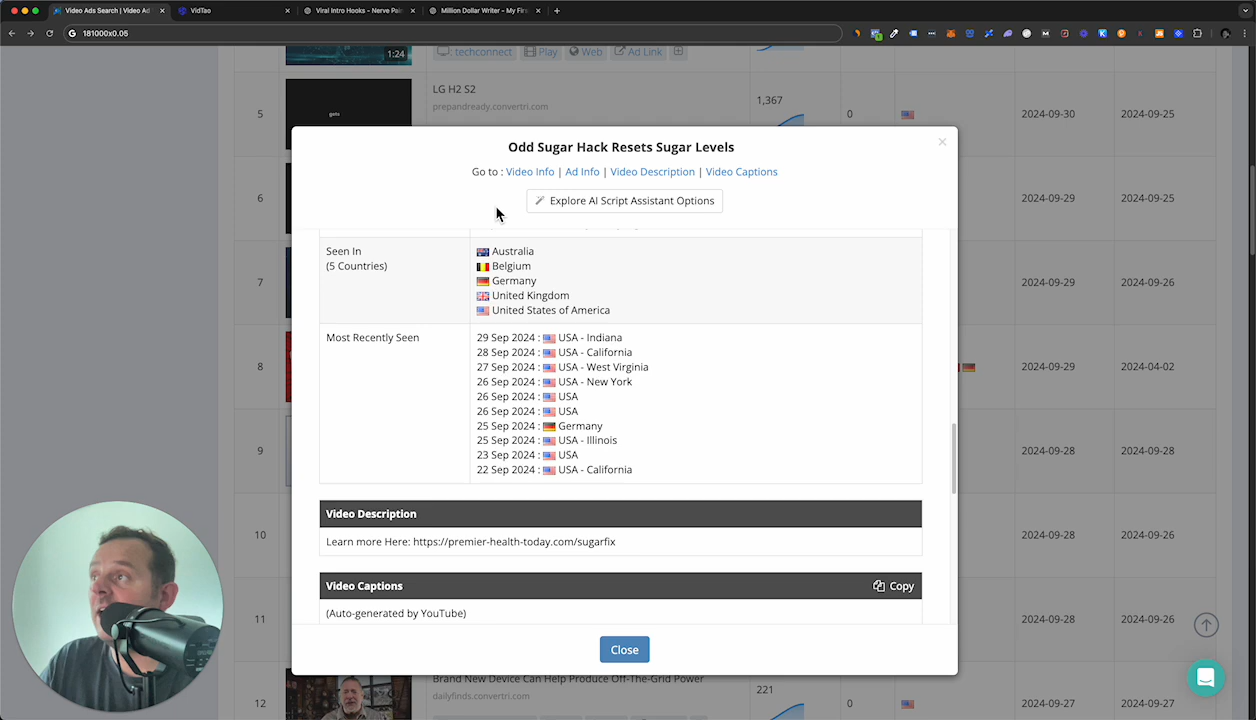 Video Ads Search | Video Ad
VidTao
Viral Intro Hooks - Nerve Pai
Million Dollar Writer - My Firs
181000x0.05
1:24
techconnect
Play
Web
Ad Link
5
LG H2 S2
prepandready.convertri.com
1,367
0
2024-09-30
2024-09-25
Odd Sugar Hack Resets Sugar Levels
Go to : Video Info | Ad Info | Video Description | Video Captions
Explore AI Script Assistant Options
6
2024-09-29
2024-09-25
Seen In
(5 Countries)
Australia
Belgium
Germany
United Kingdom
United States of America
7
2024-09-29
2024-09-26
Most Recently Seen
29 Sep 2024 : USA - Indiana
28 Sep 2024 : USA - California
27 Sep 2024 : USA - West Virginia
26 Sep 2024 : USA - New York
26 Sep 2024 : USA
26 Sep 2024 : USA
25 Sep 2024 : Germany
25 Sep 2024 : USA - Illinois
23 Sep 2024 : USA
22 Sep 2024 : USA - California
8
2024-09-29
2024-04-02
9
2024-09-28
2024-09-26
Video Description
Learn more Here: https://premier-health-today.com/sugarfix
10
2024-09-28
2024-09-26
Video Captions
Copy
(Auto-generated by YouTube)
11
2024-09-28
2024-09-26
Close
12
Brand New Device Can Help Produce Off-The-Grid Power
dailyfinds.convertri.com
221
0
2024-09-27
2024-09-27